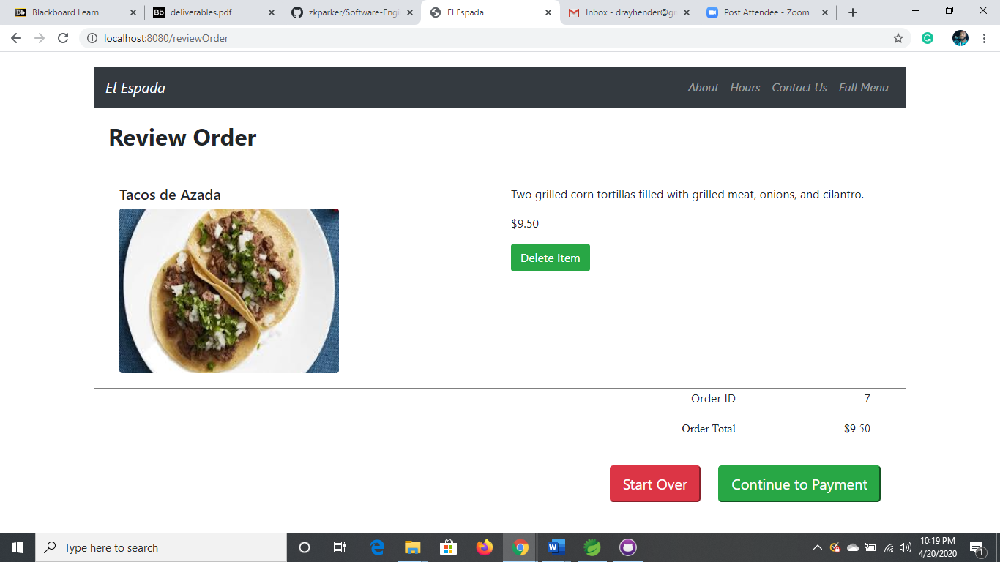 Blackboard Learn
deliverables.pdf
zkparker/Software-Engi
El Espada
Inbox - drayhender@gm
Post Attendee - Zoom
localhost:8080/reviewOrder
El Espada
About Hours Contact Us Full Menu
Review Order
Tacos de Azada
Two grilled corn tortillas filled with grilled meat, onions, and cilantro.
$9.50
Delete Item
Order ID 7
Order Total $9.50
Start Over Continue to Payment
Type here to search
10:19 PM
4/20/2020
1